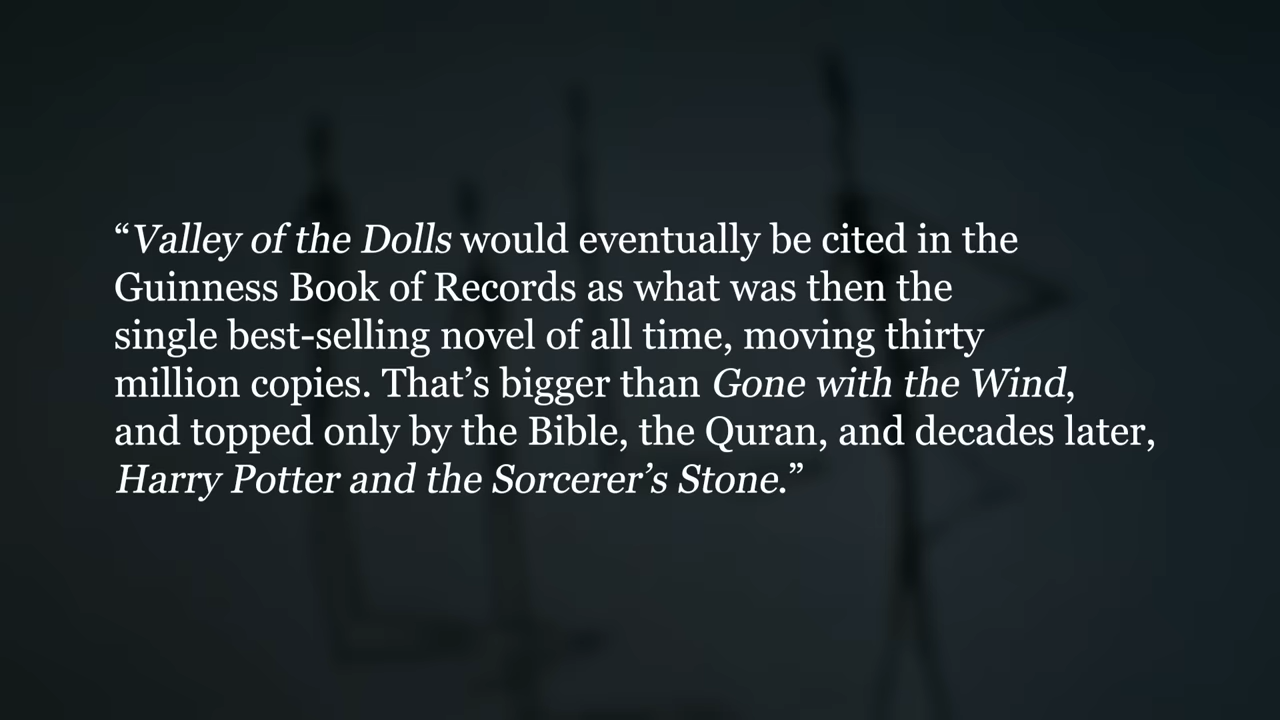 “Valley of the Dolls would eventually be cited in the
Guinness Book of Records as what was then the
single best-selling novel of all time, moving thirty
million copies. That’s bigger than Gone with the Wind,
and topped only by the Bible, the Quran, and decades later,
Harry Potter and the Sorcerer’s Stone.”